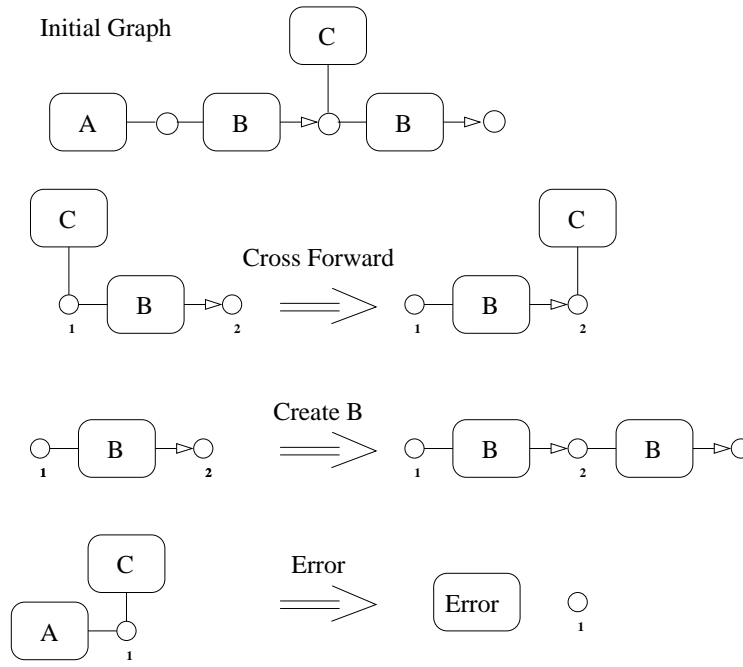 Initial Graph
C
A B B
C C
Cross Forward
B B
1 2 1 2
Create B
B B B
1 2 1 2
Error
C
A Error
1 1